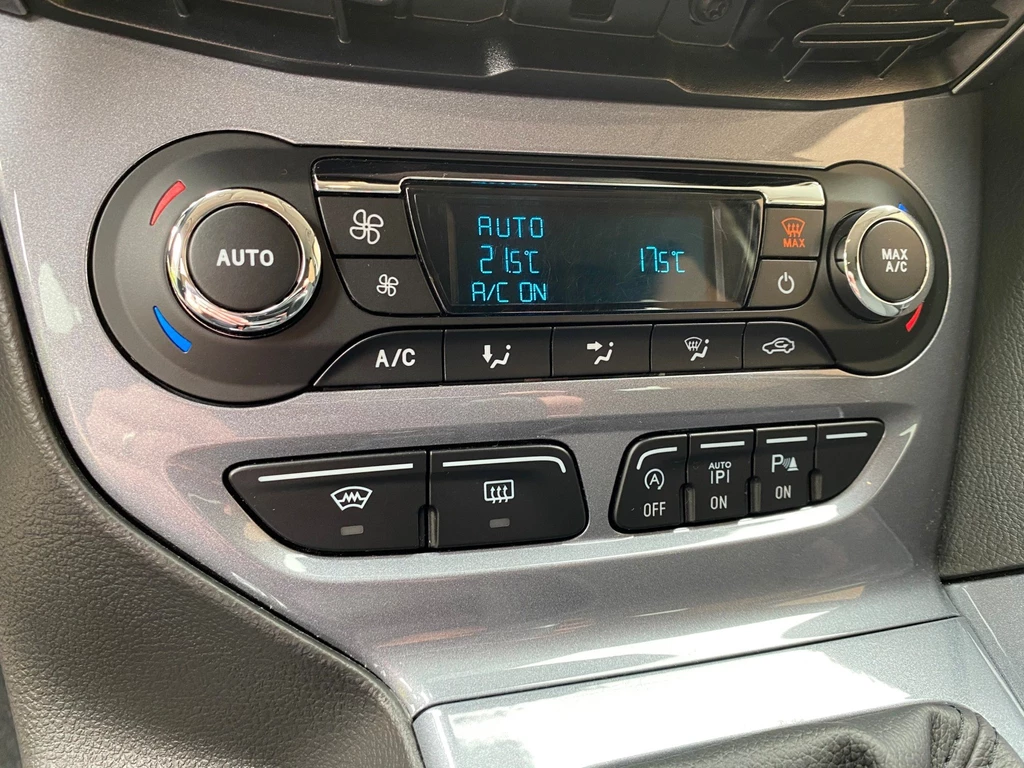 AUTO
AUTO
21.5°C 17.5°C
A/C ON
MAX
MAX
A/C
A/C
OFF
AUTO
P
ON
P
ON
A